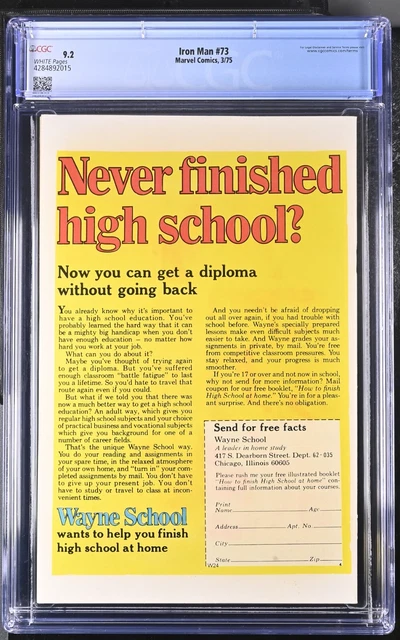 CGC
9.2
WHITE Pages
4284892015
Iron Man #73
Marvel Comics, 3/75
Never finished
high school?
Now you can get a diploma
without going back
You already know why it's important to
have a high school education. You've
probably learned the hard way that it can
be a mighty big handicap when you don't
have enough education – no matter how
hard you work at your job.
What can you do about it?
Maybe you've thought of trying again
to get a diploma. But you've suffered
enough classroom "battle fatigue" to last
you a lifetime. So you'd hate to travel that
route again even if you could.
But what if we told you that there was
now a much better way to get a high school
education? An adult way, which gives you
regular high school subjects and your choice
of practical business and vocational subjects
which give you background for one of a
number of career fields.
That's the unique Wayne School way.
You do your reading and assignments in
your spare time, in the relaxed atmosphere
of your own home, and "turn in" your com-
pleted assignments by mail. You don't have
to give up your present job. You don't
have to study or travel to class at incon-
venient times.
Wayne School
wants to help you finish
high school at home
And you needn't be afraid of dropping
out all over again, if you had trouble with
school before. Wayne's specially prepared
lessons make even difficult subjects much
easier to take. And Wayne grades your as-
signments in private, by mail. You're free
from competitive classroom pressures. You
stay relaxed, and your progress is much
smoother.
If you're 17 or over and not now in school,
why not send for more information? Mail
coupon for our free booklet, "How to finish
High School at home." You're in for a pleas-
ant surprise. And there's no obligation.
Send for free facts
Wayne School
A leader in home study
417 S. Dearborn Street. Dept. 62-035
Chicago, Illinois 60605
Please rush me your free illustrated booklet
"How to finish High School at home" con-
taining full information about your courses.
Print
Name Age
Address Apt. No.
City
State Zip
W24 4